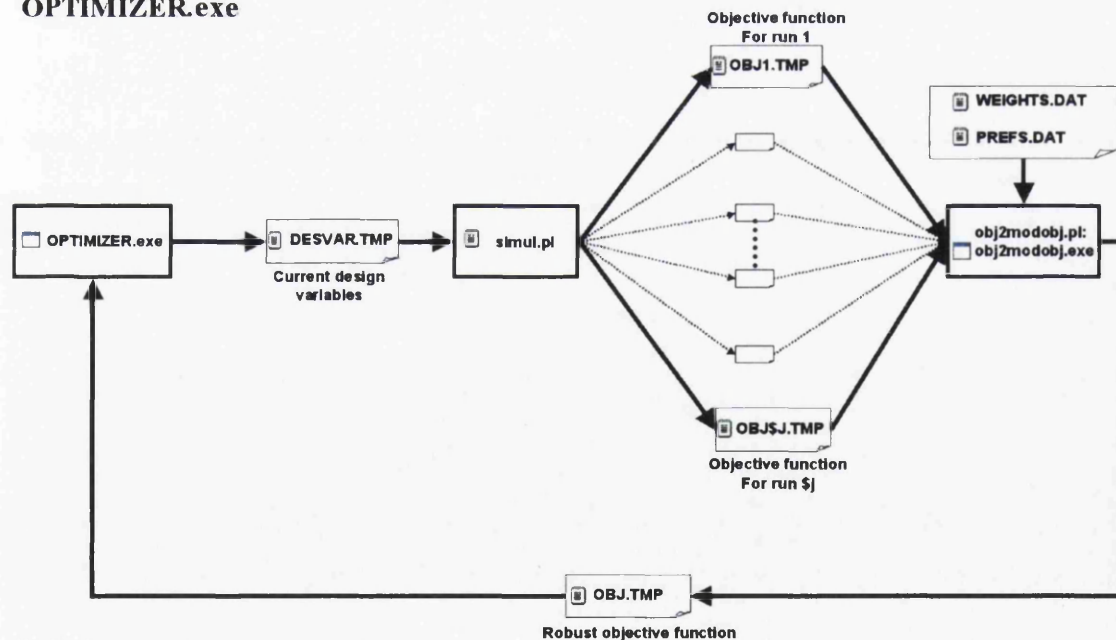 OPTIMIZER.exe
Objective function
For run 1
OBJ1.TMP
WEIGHTS.DAT
PREFS.DAT
OPTIMIZER.exe
DESVAR.TMP
Current design
variables
simul.pl
obj2modobj.pl:
obj2modobj.exe
OBJ$J.TMP
Objective function
For run $j
OBJ.TMP
Robust objective function